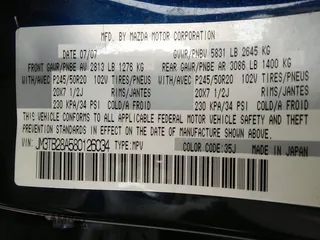 MFD. BY MAZDA MOTOR CORPORATION
DATE 07/07 GVWR/PNBV 5831 LB 2645 KG
FRONT GAWR/PNBE AV 2813 LB 1276 KG REAR GAWR/PNBE AR 3086 LB 1400 KG
W/AVEC P245/50R20 102V TIRES/PNEUS W/AVEC P245/50R20 102V TIRES/PNEUS
20X7 1/2J RIMS/JANTES 20X7 1/2J RIMS/JANTES
230 KPA/34 PSI COLD/A FROID 230 KPA/34 PSI COLD/A FROID
THIS VEHICLE CONFORMS TO ALL APPLICABLE FEDERAL MOTOR VEHICLE SAFETY AND
THEFT PREVENTION STANDARDS IN EFFECT ON THE DATE OF MANUFACTURE SHOWN ABOVE.
VIN: JM3TB28A580126034 TYPE: MPV COLOR CODE: 35J MADE IN JAPAN